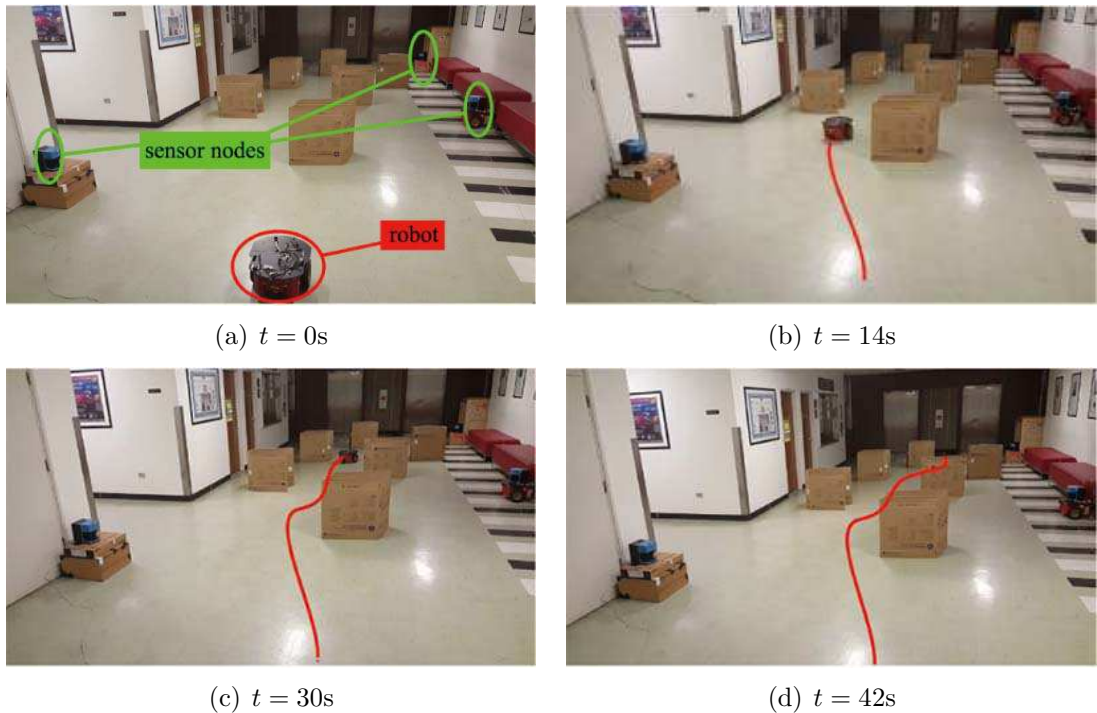 sensor nodes
robot
(a) t = 0s
(b) t = 14s
(c) t = 30s
(d) t = 42s